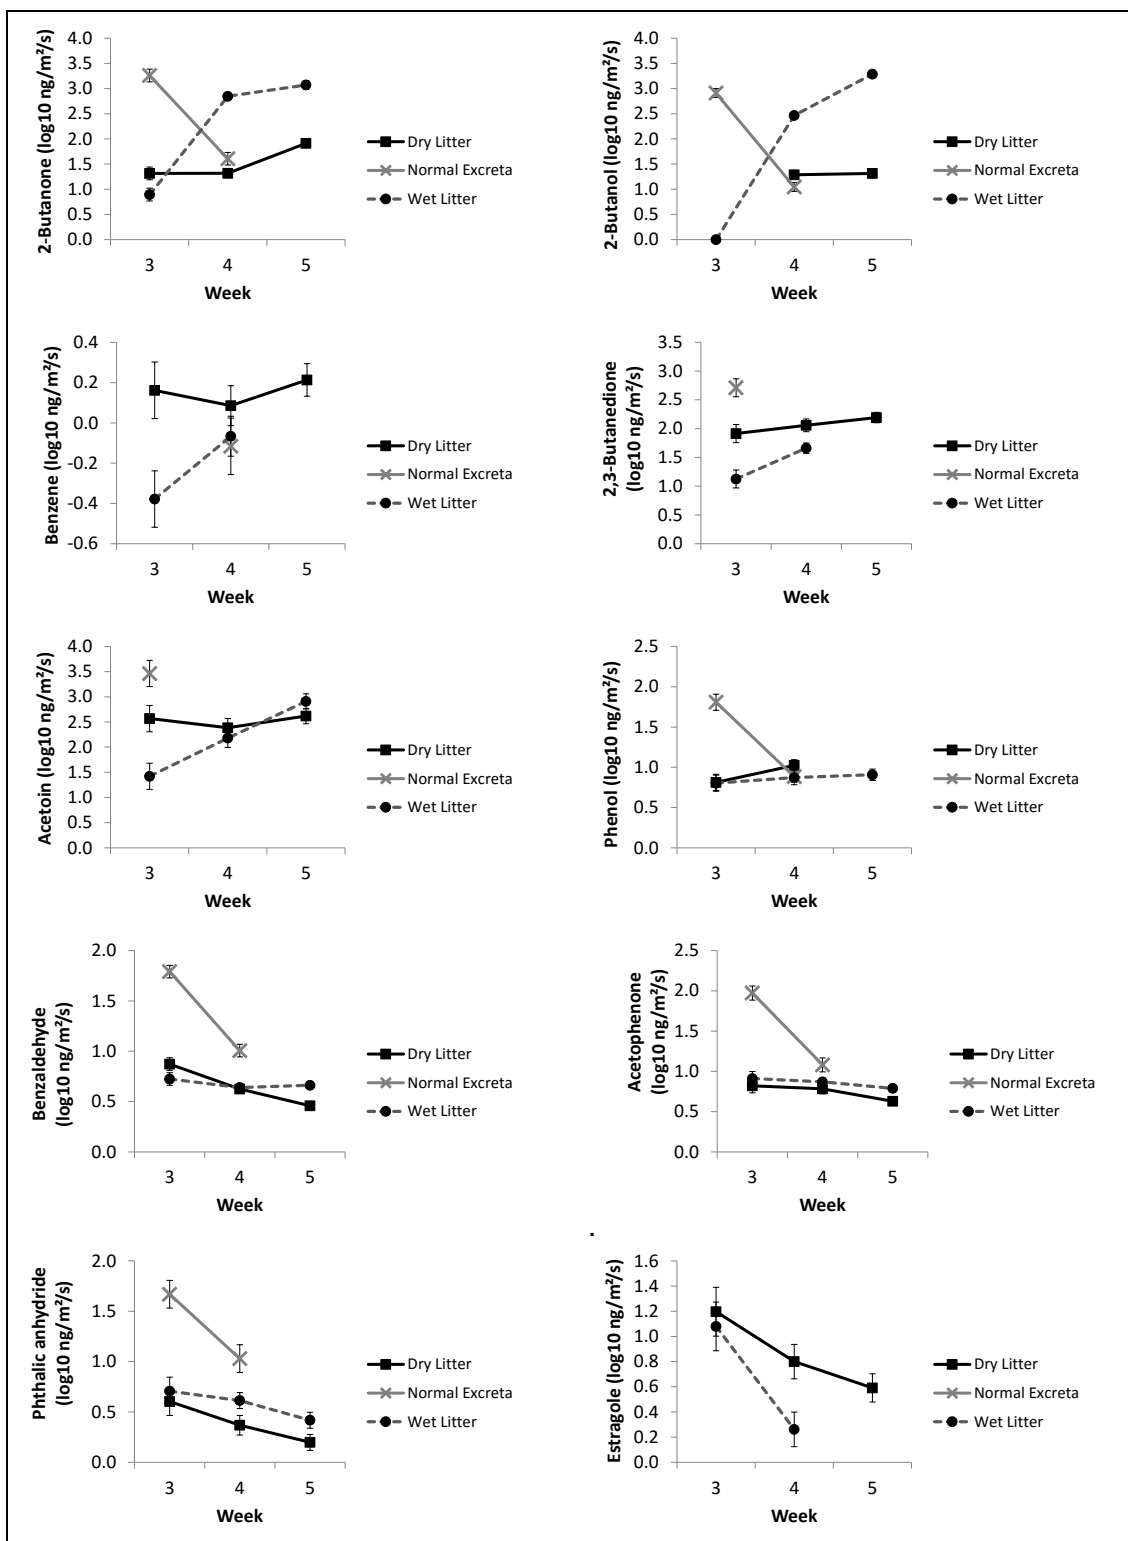 2-Butanone (log10 ng/m²/s)
4.0
3.5
3.0
2.5
2.0
1.5
1.0
0.5
0.0
3 4 5
Week
Dry Litter
Normal Excreta
Wet Litter
2-Butanol (log10 ng/m²/s)
4.0
3.5
3.0
2.5
2.0
1.5
1.0
0.5
0.0
3 4 5
Week
Dry Litter
Normal Excreta
Wet Litter
Benzene (log10 ng/m²/s)
0.4
0.2
0.0
-0.2
-0.4
-0.6
3 4 5
Week
Dry Litter
Normal Excreta
Wet Litter
2,3-Butanedione
(log10 ng/m²/s)
3.5
3.0
2.5
2.0
1.5
1.0
0.5
0.0
3 4 5
Week
Dry Litter
Normal Excreta
Wet Litter
Acetoin (log10 ng/m²/s)
4.0
3.5
3.0
2.5
2.0
1.5
1.0
0.5
0.0
3 4 5
Week
Dry Litter
Normal Excreta
Wet Litter
Phenol (log10 ng/m²/s)
2.5
2.0
1.5
1.0
0.5
0.0
3 4 5
Week
Dry Litter
Normal Excreta
Wet Litter
Benzaldehyde
(log10 ng/m²/s)
2.0
1.5
1.0
0.5
0.0
3 4 5
Week
Dry Litter
Normal Excreta
Wet Litter
Acetophenone
(log10 ng/m²/s)
2.5
2.0
1.5
1.0
0.5
0.0
3 4 5
Week
Dry Litter
Normal Excreta
Wet Litter
.
Phthalic anhydride
(log10 ng/m²/s)
2.0
1.5
1.0
0.5
0.0
3 4 5
Week
Dry Litter
Normal Excreta
Wet Litter
Estragole (log10 ng/m²/s)
1.6
1.4
1.2
1.0
0.8
0.6
0.4
0.2
0.0
3 4 5
Week
Dry Litter
Normal Excreta
Wet Litter